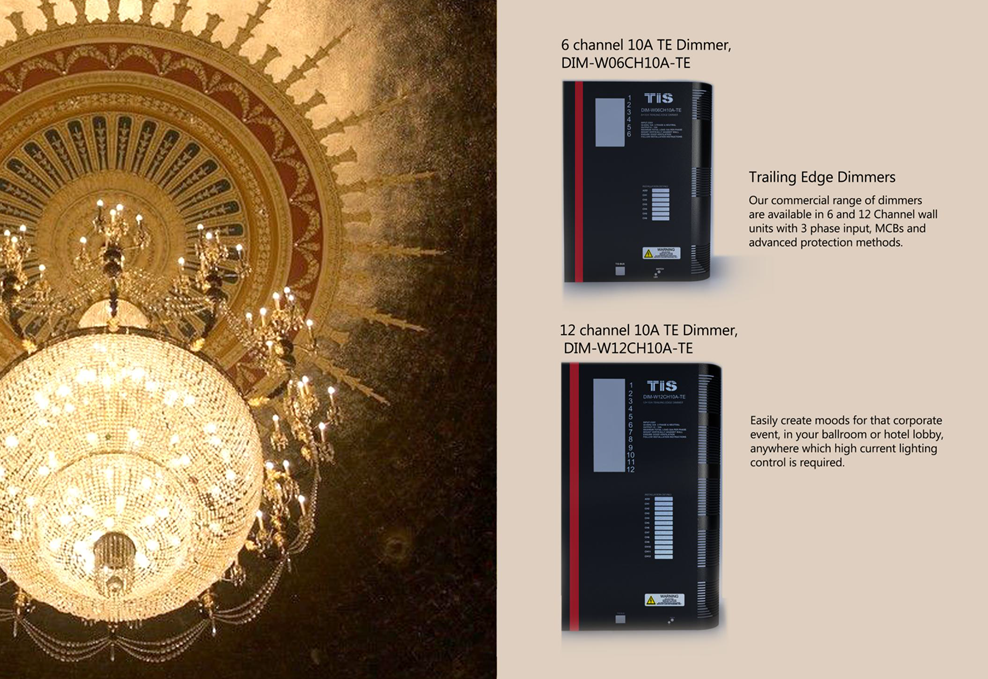 6 channel 10A TE Dimmer,
DIM-W06CH10A-TE
1
2
3
4
5
6
TIS
DIM-W06CH10A-TE
WARNING
Trailing Edge Dimmers
Our commercial range of dimmers
are available in 6 and 12 Channel wall
units with 3 phase input, MCBs and
advanced protection methods.
12 channel 10A TE Dimmer,
DIM-W12CH10A-TE
1
2
3
4
5
6
7
8
9
10
11
12
TIS
DIM-W12CH10A-TE
WARNING
Easily create moods for that corporate
event, in your ballroom or hotel lobby,
anywhere which high current lighting
control is required.